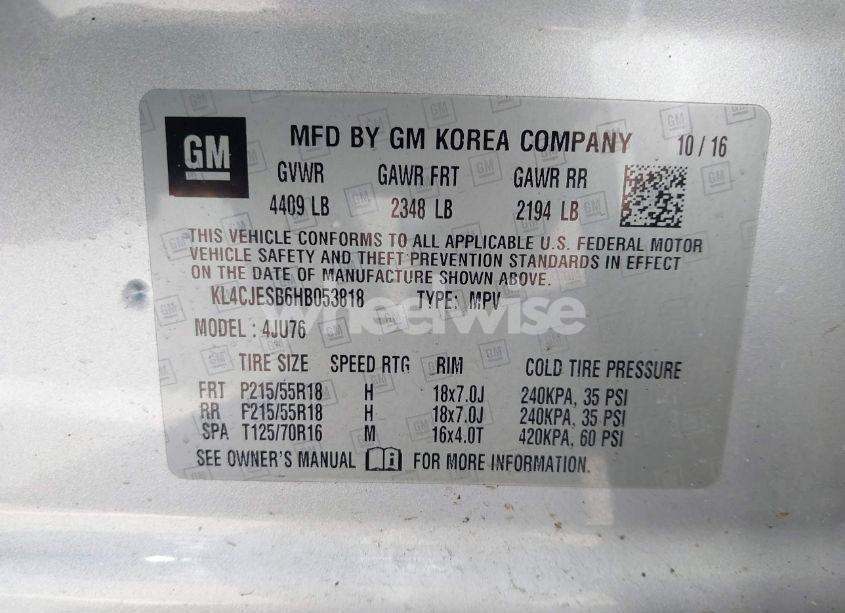 GM MFD BY GM KOREA COMPANY 10/16
GVWR GAWR FRT GAWR RR
4409 LB 2348 LB 2194 LB
THIS VEHICLE CONFORMS TO ALL APPLICABLE U.S. FEDERAL MOTOR
VEHICLE SAFETY AND THEFT PREVENTION STANDARDS IN EFFECT
ON THE DATE OF MANUFACTURE SHOWN ABOVE.
KL4CJESB6HB053818 TYPE: MPV
wheelwise
MODEL : 4JU76
TIRE SIZE SPEED RTG RIM COLD TIRE PRESSURE
FRT P215/55R18 H 18x7.0J 240KPA, 35 PSI
RR P215/55R18 H 18x7.0J 240KPA, 35 PSI
SPA T125/70R16 M 16x4.0T 420KPA, 60 PSI
SEE OWNER'S MANUAL i FOR MORE INFORMATION.